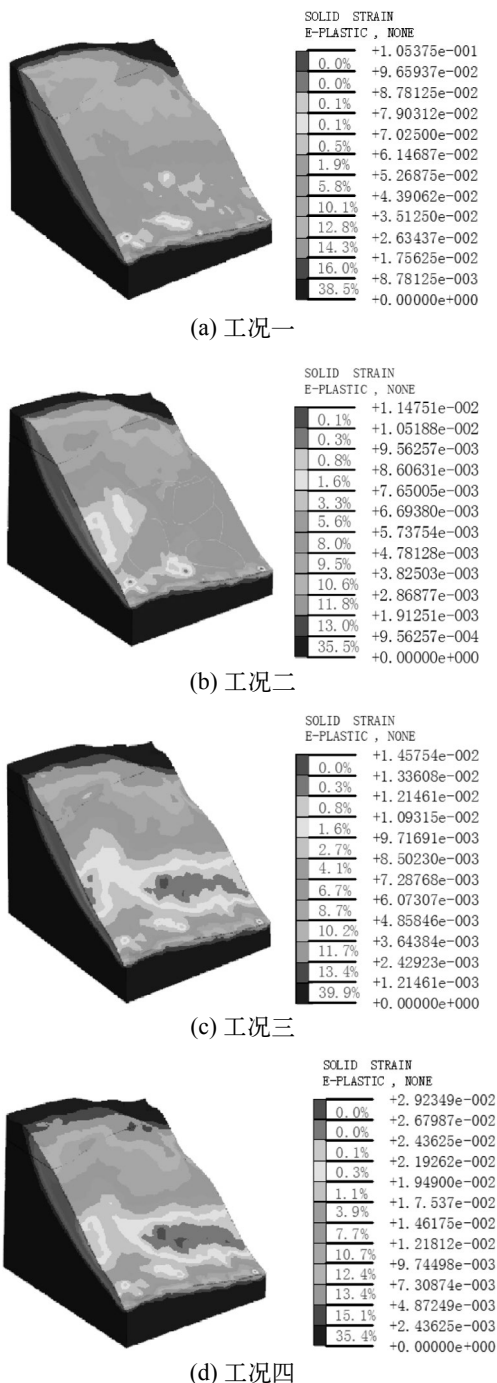 SOLID STRAIN
E-PLASTIC , NONE
+1.05375e-001
0.0%
+9.65937e-002
0.0%
+8.78125e-002
0.1%
+7.90312e-002
0.1%
+7.02500e-002
0.5%
+6.14687e-002
1.9%
+5.26875e-002
5.8%
+4.39062e-002
10.1%
+3.51250e-002
12.8%
+2.63437e-002
14.3%
+1.75625e-002
16.0%
+8.78125e-003
38.5%
+0.00000e+000
(a) 工况一
SOLID STRAIN
E-PLASTIC , NONE
+1.14751e-002
0.1%
+1.05188e-002
0.3%
+9.56257e-003
0.8%
+8.60631e-003
1.6%
+7.65005e-003
3.3%
+6.69380e-003
5.6%
+5.73754e-003
8.0%
+4.78128e-003
9.5%
+3.82503e-003
10.6%
+2.86877e-003
11.8%
+1.91251e-003
13.0%
+9.56257e-004
35.5%
+0.00000e+000
(b) 工况二
SOLID STRAIN
E-PLASTIC , NONE
+1.45754e-002
0.0%
+1.33608e-002
0.3%
+1.21461e-002
0.8%
+1.09315e-002
1.6%
+9.71691e-003
2.7%
+8.50230e-003
4.1%
+7.28768e-003
6.7%
+6.07307e-003
8.7%
+4.85846e-003
10.2%
+3.64384e-003
11.7%
+2.42923e-003
13.4%
+1.21461e-003
39.9%
+0.00000e+000
(c) 工况三
SOLID STRAIN
E-PLASTIC , NONE
+2.92349e-002
0.0%
+2.67987e-002
0.0%
+2.43625e-002
0.1%
+2.19262e-002
0.3%
+1.94900e-002
1.1%
+1.7.537e-002
3.9%
+1.46175e-002
7.7%
+1.21812e-002
10.7%
+9.74498e-003
12.4%
+7.30874e-003
13.4%
+4.87249e-003
15.1%
+2.43625e-003
35.4%
+0.00000e+000
(d) 工况四